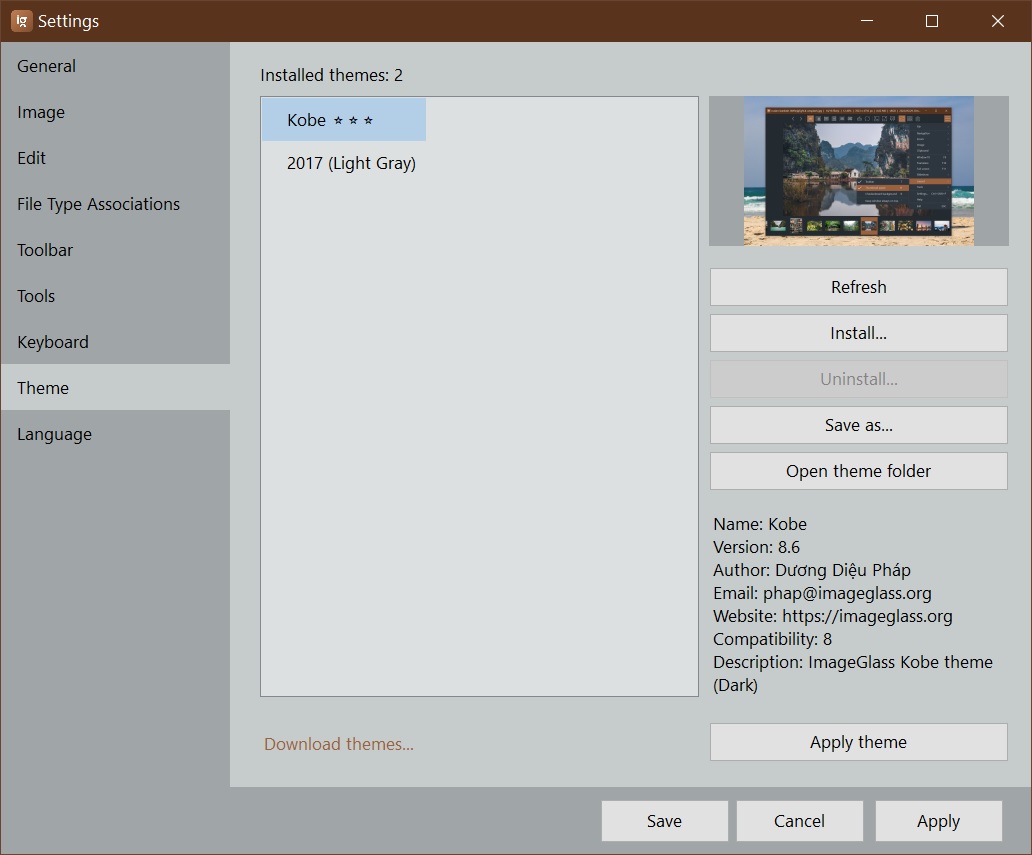 Settings
General
Image
Edit
File Type Associations
Toolbar
Tools
Keyboard
Theme
Language
Installed themes: 2
Kobe ⭐ ⭐ ⭐
2017 (Light Gray)
Download themes...
Refresh
Install...
Uninstall...
Save as...
Open theme folder
Name: Kobe
Version: 8.6
Author: Dương Diệu Pháp
Email: phap@imageglass.org
Website: https://imageglass.org
Compatibility: 8
Description: ImageGlass Kobe theme
(Dark)
Apply theme
Save
Cancel
Apply